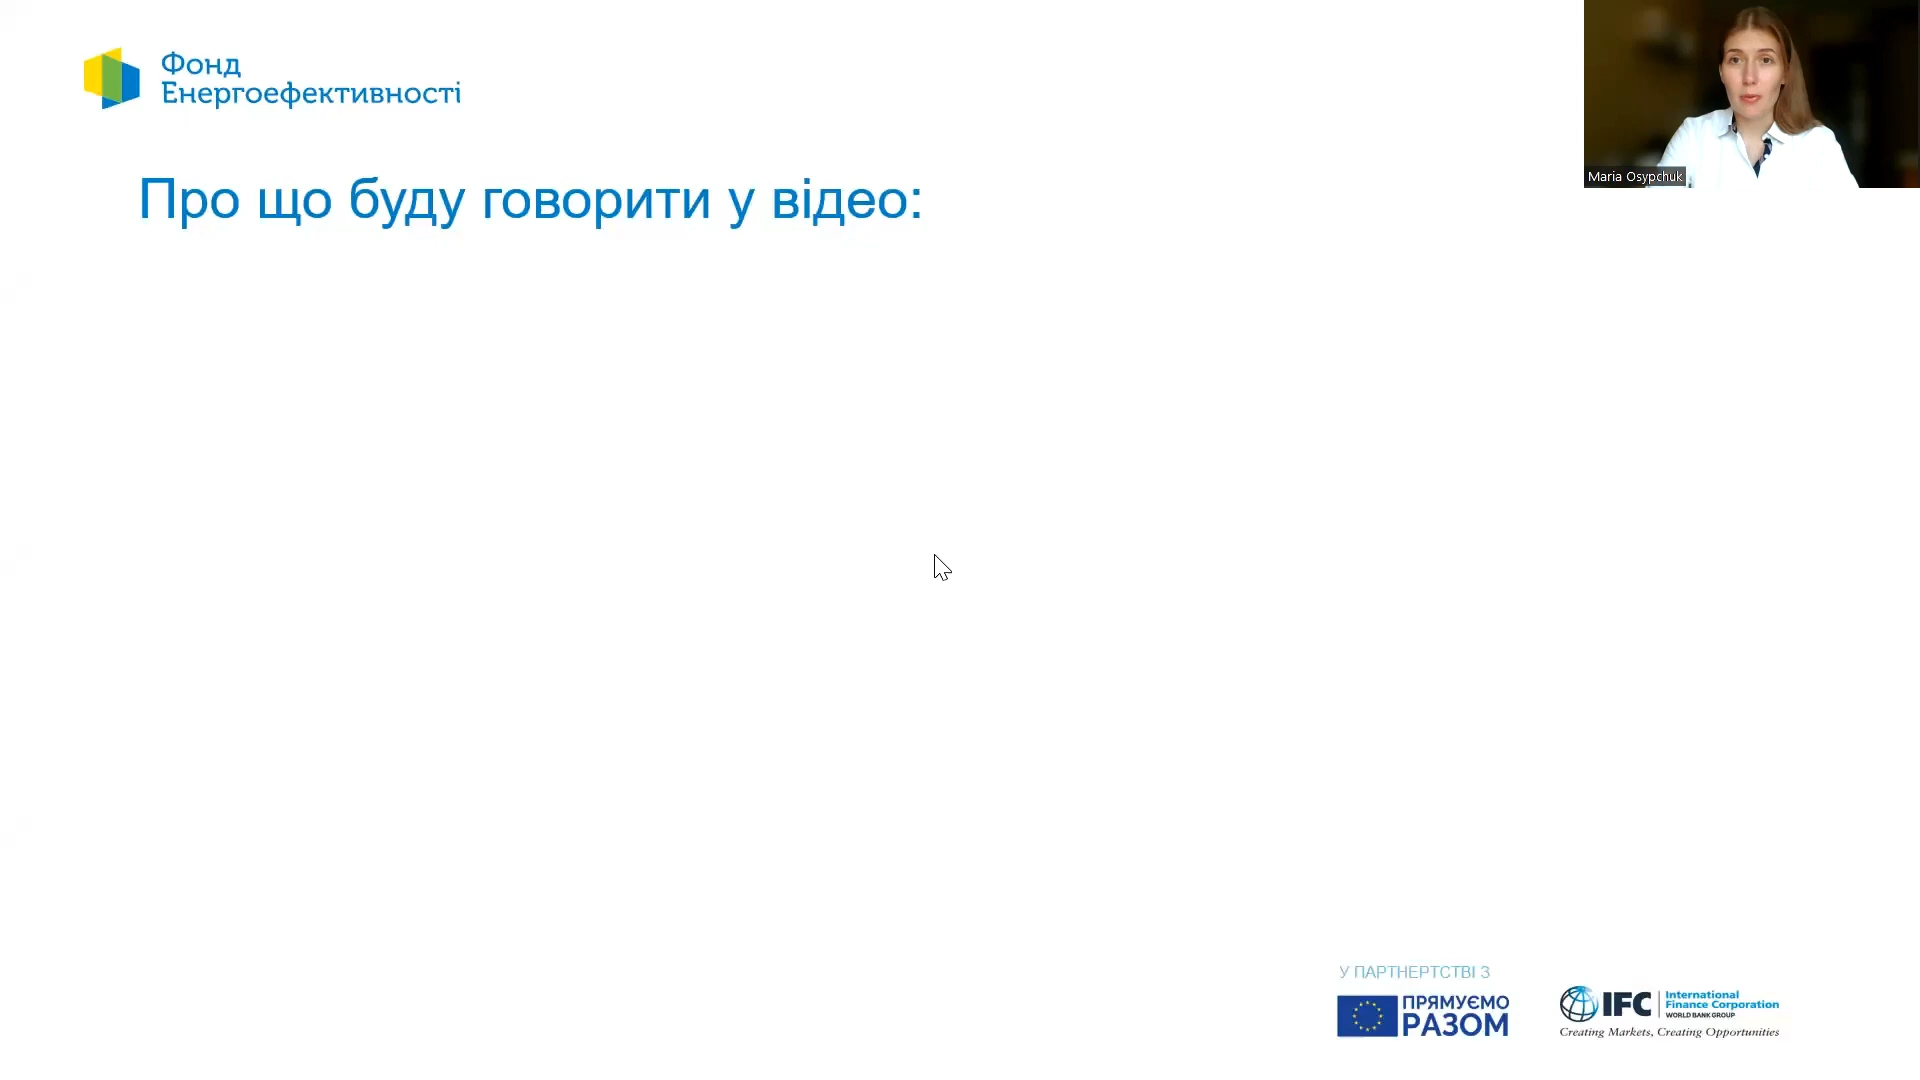 Фонд
Енергоефективності
Maria Osypchuk
Про що буду говорити у відео:
У ПАРТНЕРТСТВІ З
ПРЯМУЄМО
РАЗОМ
IFC
International
Finance Corporation
WORLD BANK GROUP
Creating Markets, Creating Opportunities